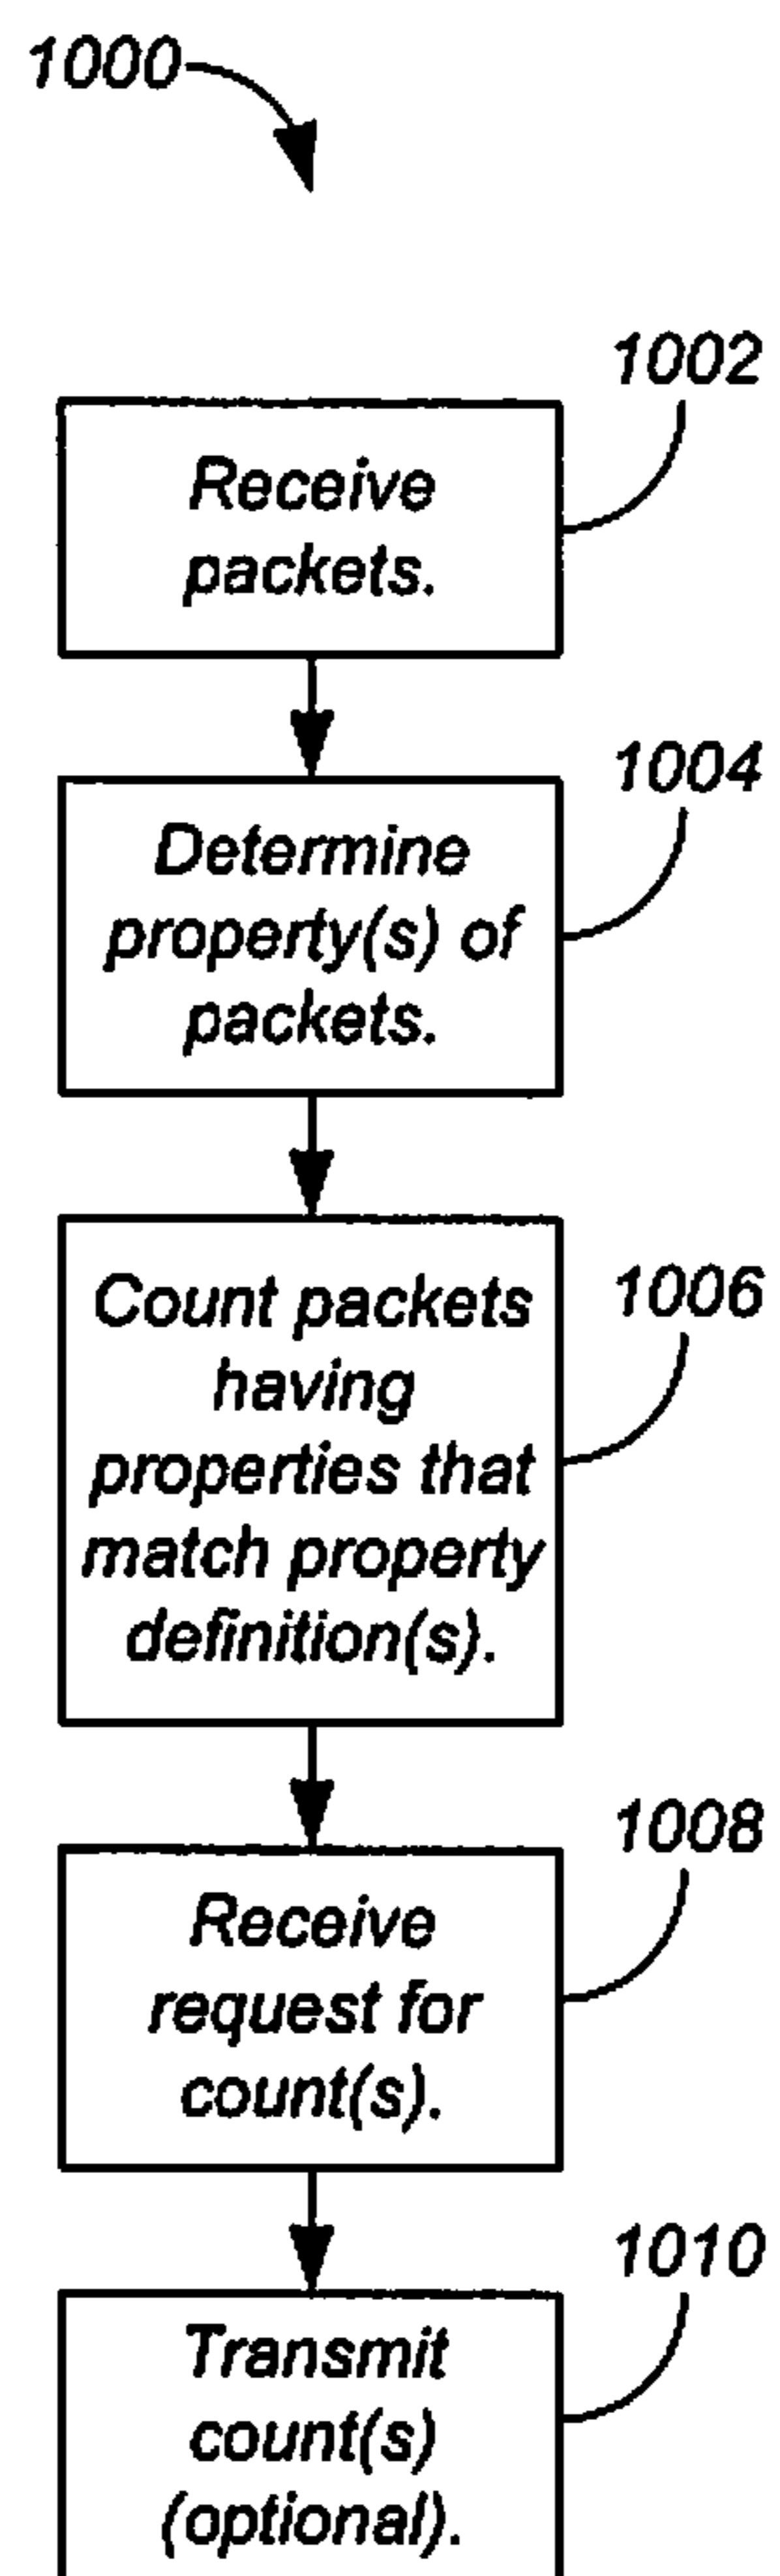 1000
1002
Receive
packets.
1004
Determine
property(s) of
packets.
1006
Count packets
having
properties that
match property
definition(s).
1008
Receive
request for
count(s).
1010
Transmit
count(s)
(optional).